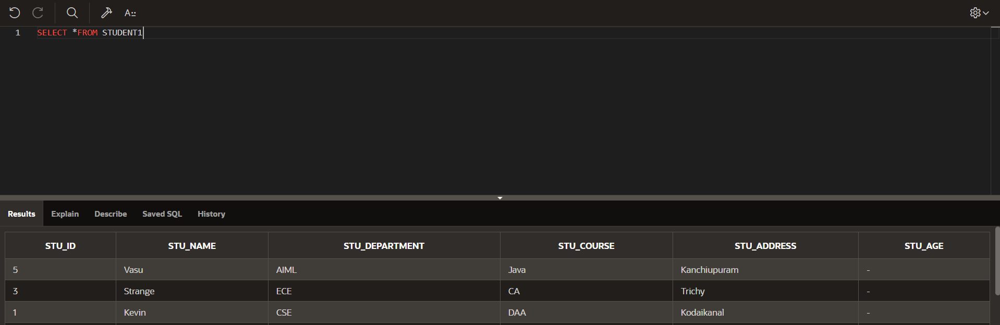 A
1 SELECT *FROM STUDENT1
Results Explain Describe Saved SQL History
STU_ID STU_NAME STU_DEPARTMENT STU_COURSE STU_ADDRESS STU_AGE
5 Vasu AIML Java Kanchiupuram -
3 Strange ECE CA Trichy -
1 Kevin CSE DAA Kodaikanal -